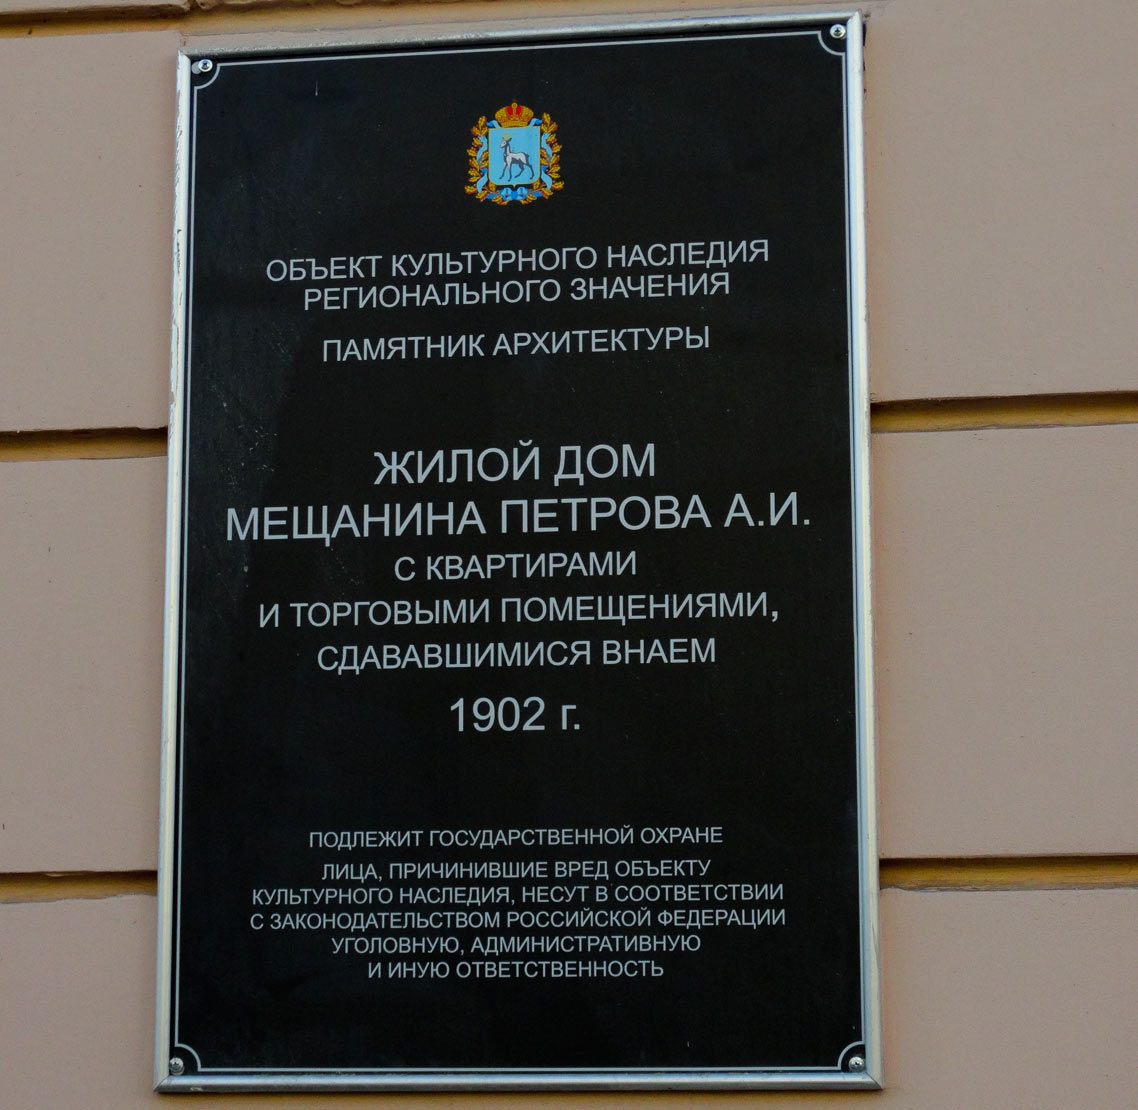 ОБЪЕКТ КУЛЬТУРНОГО НАСЛЕДИЯ
РЕГИОНАЛЬНОГО ЗНАЧЕНИЯ
ПАМЯТНИК АРХИТЕКТУРЫ
ЖИЛОЙ ДОМ
МЕЩАНИНА ПЕТРОВА А.И.
С КВАРТИРАМИ
И ТОРГОВЫМИ ПОМЕЩЕНИЯМИ,
СДАВАВШИМИСЯ ВНАЕМ
1902 г.
ПОДЛЕЖИТ ГОСУДАРСТВЕННОЙ ОХРАНЕ
ЛИЦА, ПРИЧИНИВШИЕ ВРЕД ОБЪЕКТУ
КУЛЬТУРНОГО НАСЛЕДИЯ, НЕСУТ В СООТВЕТСТВИИ
С ЗАКОНОДАТЕЛЬСТВОМ РОССИЙСКОЙ ФЕДЕРАЦИИ
УГОЛОВНУЮ, АДМИНИСТРАТИВНУЮ
И ИНУЮ ОТВЕТСТВЕННОСТЬ